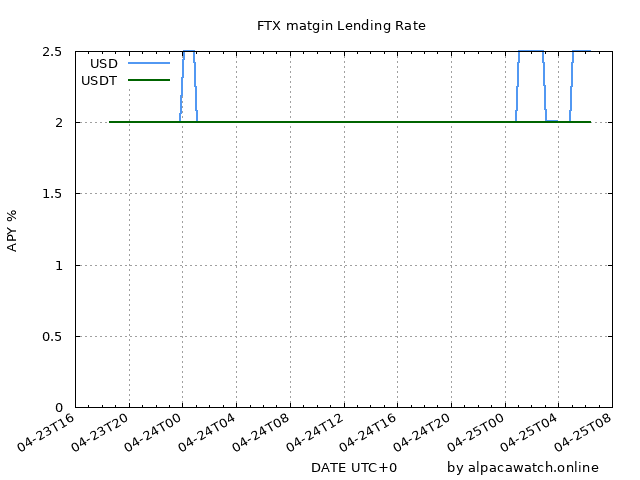 FTX matgin Lending Rate
USD
USDT
APY %
2.5
2
1.5
1
0.5
0
04-23T16
04-23T20
04-24T00
04-24T04
04-24T08
04-24T12
04-24T16
04-24T20
04-25T00
04-25T04
04-25T08
DATE UTC+0
by alpacawatch.online